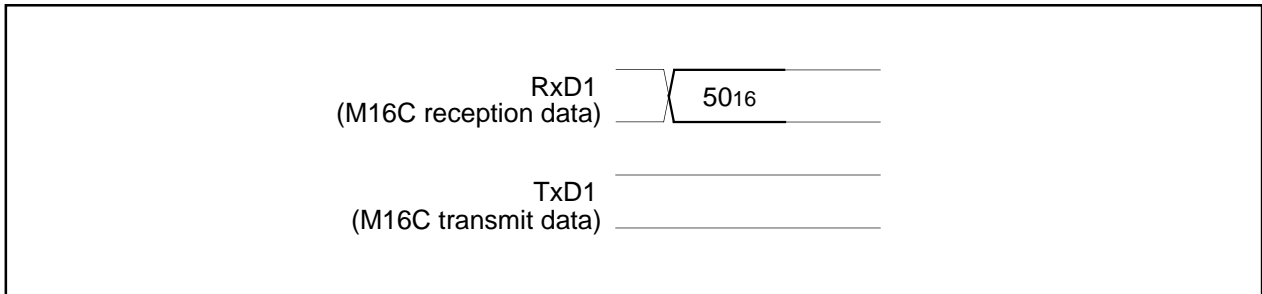 RxD1
(M16C reception data)
5016
TxD1
(M16C transmit data)